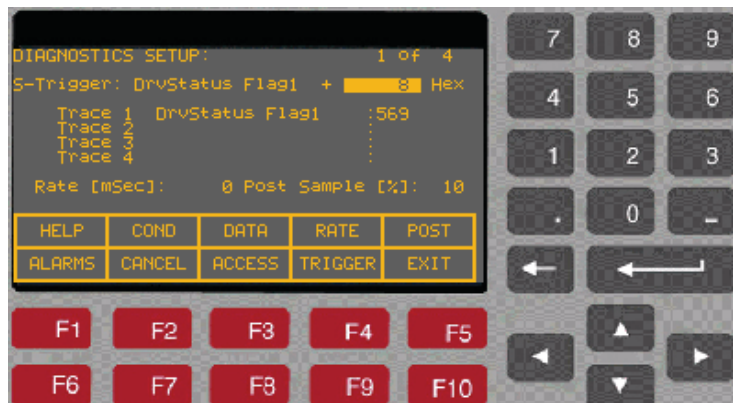 DIAGNOSTICS SETUP: 1 of 4
S-Trigger: DrvStatus Flag1 + 8 Hex
Trace 1 DrvStatus Flag1 :569
Trace 2 :
Trace 3 :
Trace 4 :
Rate [mSec]: 0 Post Sample [%]: 10
HELP COND DATA RATE POST
ALARMS CANCEL ACCESS TRIGGER EXIT
F1 F2 F3 F4 F5
F6 F7 F8 F9 F10
7 8 9
4 5 6
1 2 3
. 0 –